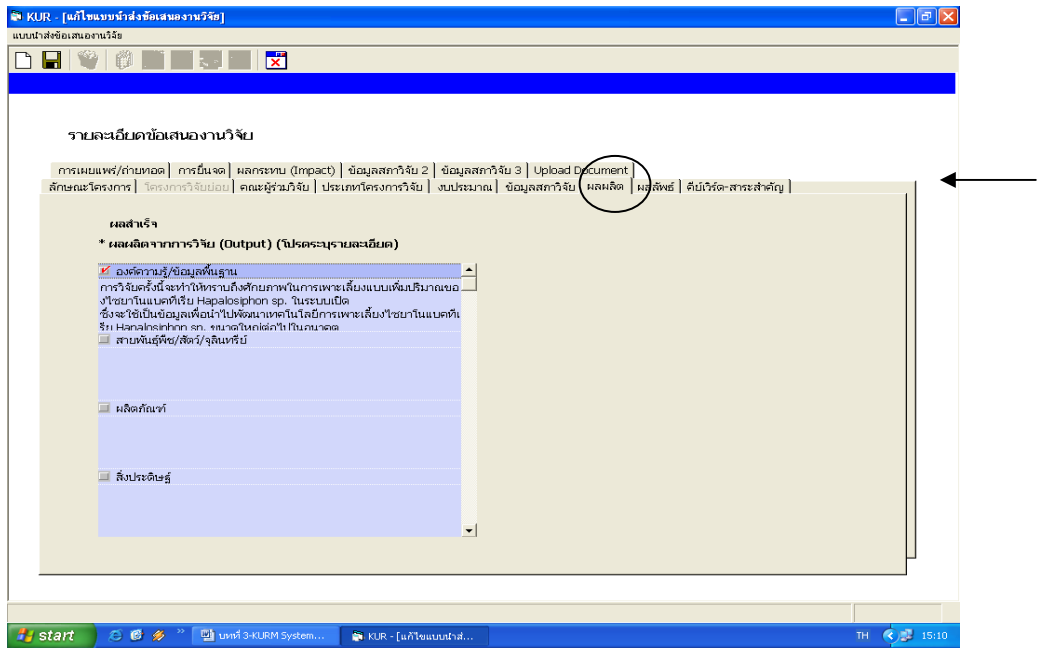 KUR - [แก้ไขแบบนำส่งข้อเสนองานวิจัย]
แบบนำส่งข้อเสนองานวิจัย
รายละเอียดข้อเสนองานวิจัย
การเผยแพร่/ถ่ายทอด การยื่นจด ผลกระทบ (Impact) ข้อมูลสภาวิจัย 2 ข้อมูลสภาวิจัย 3 Upload Document
ลักษณะโครงการ โครงการวิจัยย่อย คณะผู้ร่วมวิจัย ประเภทโครงการวิจัย งบประมาณ ข้อมูลสภาวิจัย ผลผลิต ผลลัพธ์ คีย์เวิร์ด-สาระสำคัญ
ผลสำเร็จ
* ผลผลิตจากการวิจัย (Output) (โปรดระบุรายละเอียด)
องค์ความรู้/ข้อมูลพื้นฐาน
การวิจัยครั้งนี้จะทำให้ทราบถึงศักยภาพในการเพาะเลี้ยงแบบเพิ่มปริมาณขอ
งไซยาโนแบคทีเรีย Hapalosiphon sp. ในระบบเปิด
ซึ่งจะใช้เป็นข้อมูลเพื่อนำไปพัฒนาเทคโนโลยีการเพาะเลี้ยงไซยาโนแบคทีเ
รีย Hapalosiphon sp. ขนาดใหญ่ต่อไปในอนาคต
สายพันธุ์พืช/สัตว์/จุลินทรีย์
ผลิตภัณฑ์
สิ่งประดิษฐ์
start บทที่ 3-KURM System... KUR - [แก้ไขแบบนำส่... TH 15:10